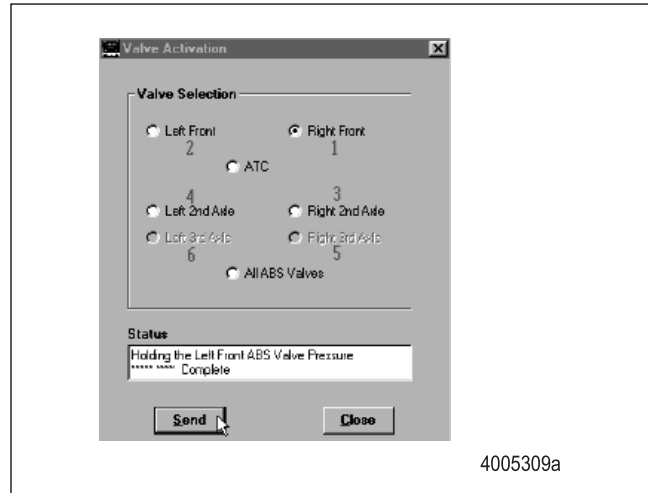 Valve Activation
Valve Selection
Left Front Right Front
2 1
ATC
4 3
Left 2nd Axle Right 2nd Axle
Left 3rd Axle Right 3rd Axle
6 5
All ABS Valves
Status
Holding the Left Front ABS Valve Pressure
***** **** Complete
Send Close
4005309a